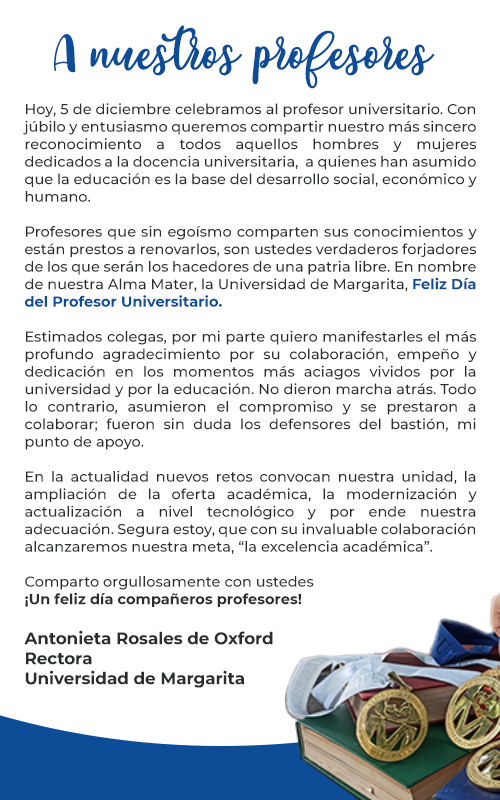 A nuestros profesores
Hoy, 5 de diciembre celebramos al profesor universitario. Con
júbilo y entusiasmo queremos compartir nuestro más sincero
reconocimiento a todos aquellos hombres y mujeres
dedicados a la docencia universitaria, a quienes han asumido
que la educación es la base del desarrollo social, económico y
humano.
Profesores que sin egoísmo comparten sus conocimientos y
están prestos a renovarlos, son ustedes verdaderos forjadores
de los que serán los hacedores de una patria libre. En nombre
de nuestra Alma Mater, la Universidad de Margarita, Feliz Día
del Profesor Universitario.
Estimados colegas, por mi parte quiero manifestarles el más
profundo agradecimiento por su colaboración, empeño y
dedicación en los momentos más aciagos vividos por la
universidad y por la educación. No dieron marcha atrás. Todo
lo contrario, asumieron el compromiso y se prestaron a
colaborar; fueron sin duda los defensores del bastión, mi
punto de apoyo.
En la actualidad nuevos retos convocan nuestra unidad, la
ampliación de la oferta académica, la modernización y
actualización a nivel tecnológico y por ende nuestra
adecuación. Segura estoy, que con su invaluable colaboración
alcanzaremos nuestra meta, “la excelencia académica”.
Comparto orgullosamente con ustedes
¡Un feliz día compañeros profesores!
Antonieta Rosales de Oxford
Rectora
Universidad de Margarita